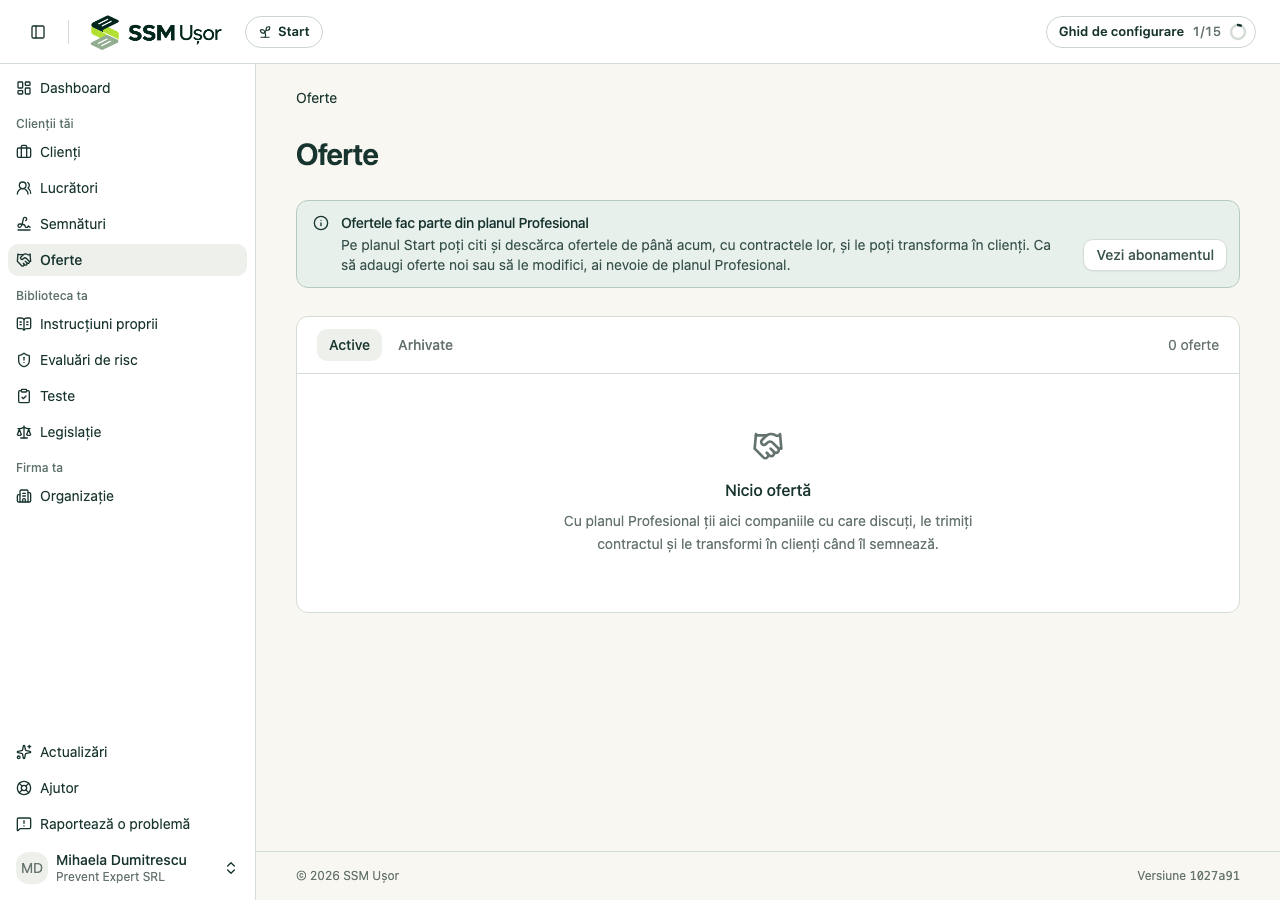 SSM Ușor
Start
Ghid de configurare 1/15
Dashboard
Clienții tăi
Clienți
Lucrători
Semnături
Oferte
Biblioteca ta
Instrucțiuni proprii
Evaluări de risc
Teste
Legislație
Firma ta
Organizație
Actualizări
Ajutor
Raportează o problemă
MD
Mihaela Dumitrescu
Prevent Expert SRL
Oferte
Oferte
Ofertele fac parte din planul Profesional
Pe planul Start poți citi și descărca ofertele de până acum, cu contractele lor, și le poți transforma în clienți. Ca
să adaugi oferte noi sau să le modifici, ai nevoie de planul Profesional.
Vezi abonamentul
Active
Arhivate
0 oferte
Nicio ofertă
Cu planul Profesional ții aici companiile cu care discuți, le trimiți
contractul și le transformi în clienți când îl semnează.
© 2026 SSM Ușor
Versiune 1027a91